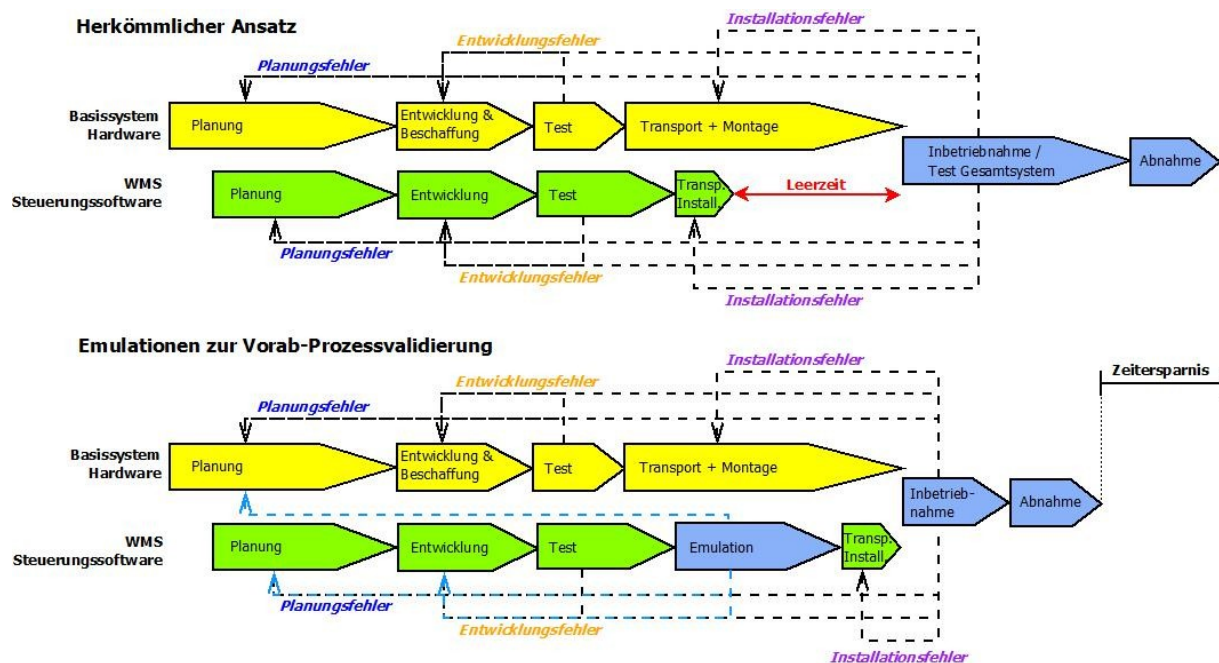 Herkömmlicher Ansatz
Installationsfehler
Entwicklungsfehler
Planungsfehler
Basissystem
Hardware
Planung
Entwicklung &
Beschaffung
Test
Transport + Montage
Inbetriebnahme /
Test Gesamtsystem
Abnahme
WMS
Steuerungssoftware
Planung
Entwicklung
Test
Transp.
Install.
Leerzeit
Planungsfehler
Entwicklungsfehler
Installationsfehler
Emulationen zur Vorab-Prozessvalidierung
Installationsfehler
Zeitersparnis
Entwicklungsfehler
Planungsfehler
Basissystem
Hardware
Planung
Entwicklung &
Beschaffung
Test
Transport + Montage
Inbetrieb-
nahme
Abnahme
WMS
Steuerungssoftware
Planung
Entwicklung
Test
Emulation
Transp.
Install.
Planungsfehler
Entwicklungsfehler
Installationsfehler